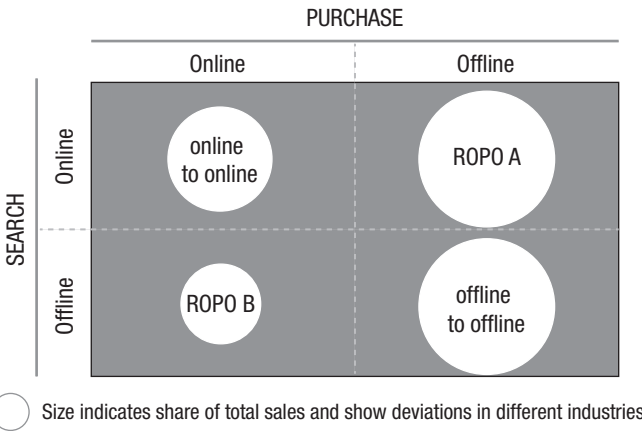 PURCHASE
Online
Offline
SEARCH
Online
online
to online
ROPO A
Offline
ROPO B
offline
to offline
Size indicates share of total sales and show deviations in different industries